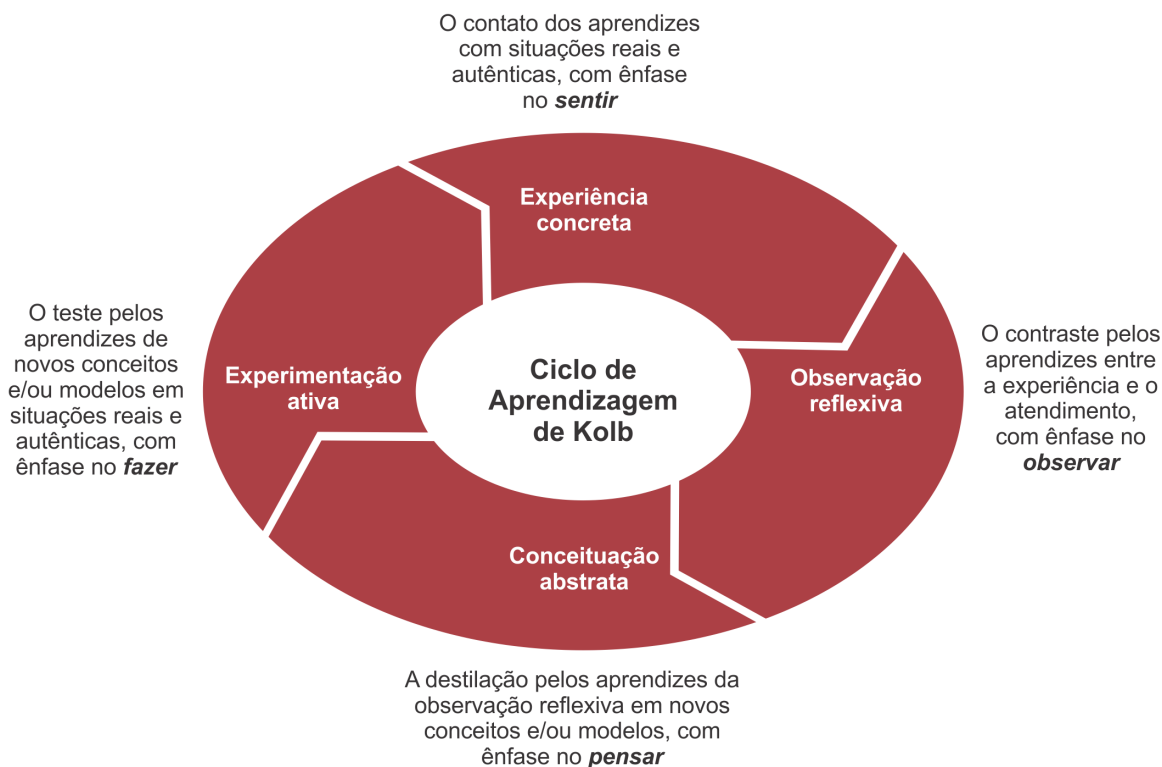 O contato dos aprendizes
com situações reais e
autênticas, com ênfase
no sentir
Experiência
concreta
O contraste pelos
aprendizes entre
a experiência e o
atendimento,
com ênfase no
observar
Observação
reflexiva
Ciclo de
Aprendizagem
de Kolb
Conceituação
abstrata
A destilação pelos aprendizes da
observação reflexiva em novos
conceitos e/ou modelos, com
ênfase no pensar
Experimentação
ativa
O teste pelos
aprendizes de
novos conceitos
e/ou modelos em
situações reais e
autênticas, com
ênfase no fazer